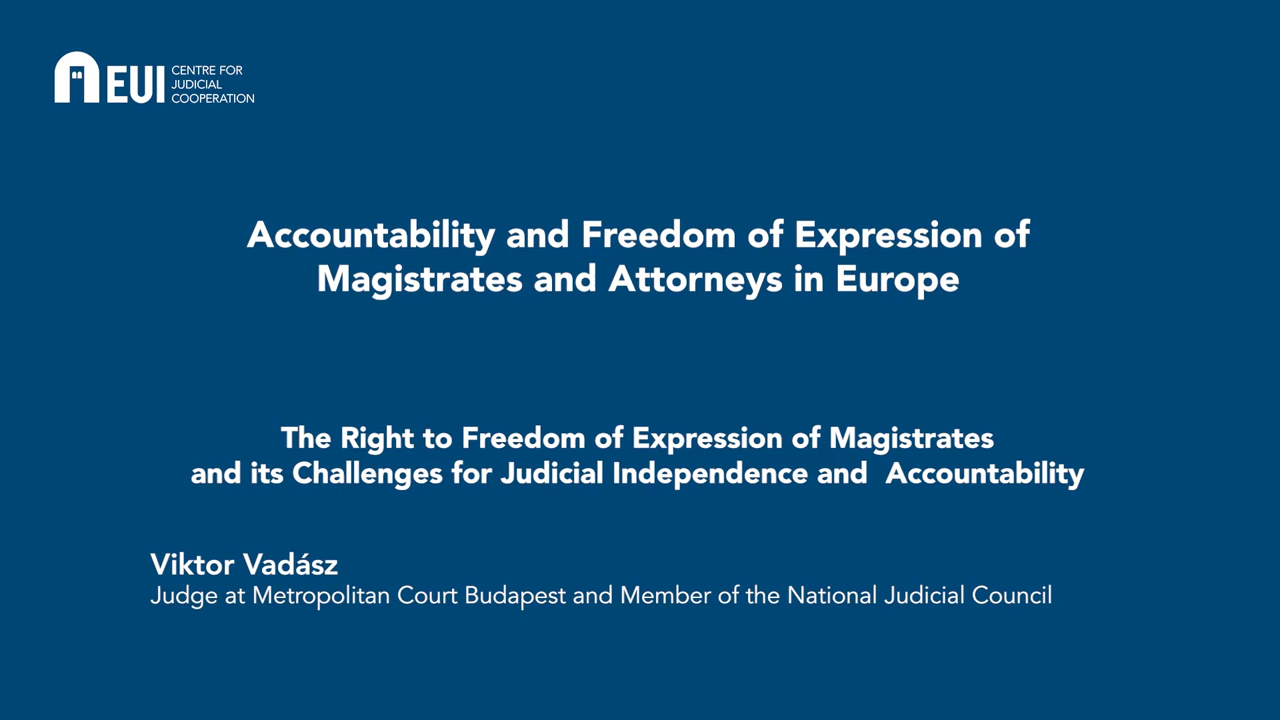 EUI
CENTRE FOR
JUDICIAL
COOPERATION
Accountability and Freedom of Expression of
Magistrates and Attorneys in Europe
The Right to Freedom of Expression of Magistrates
and its Challenges for Judicial Independence and  Accountability
Viktor Vadász
Judge at Metropolitan Court Budapest and Member of the National Judicial Council